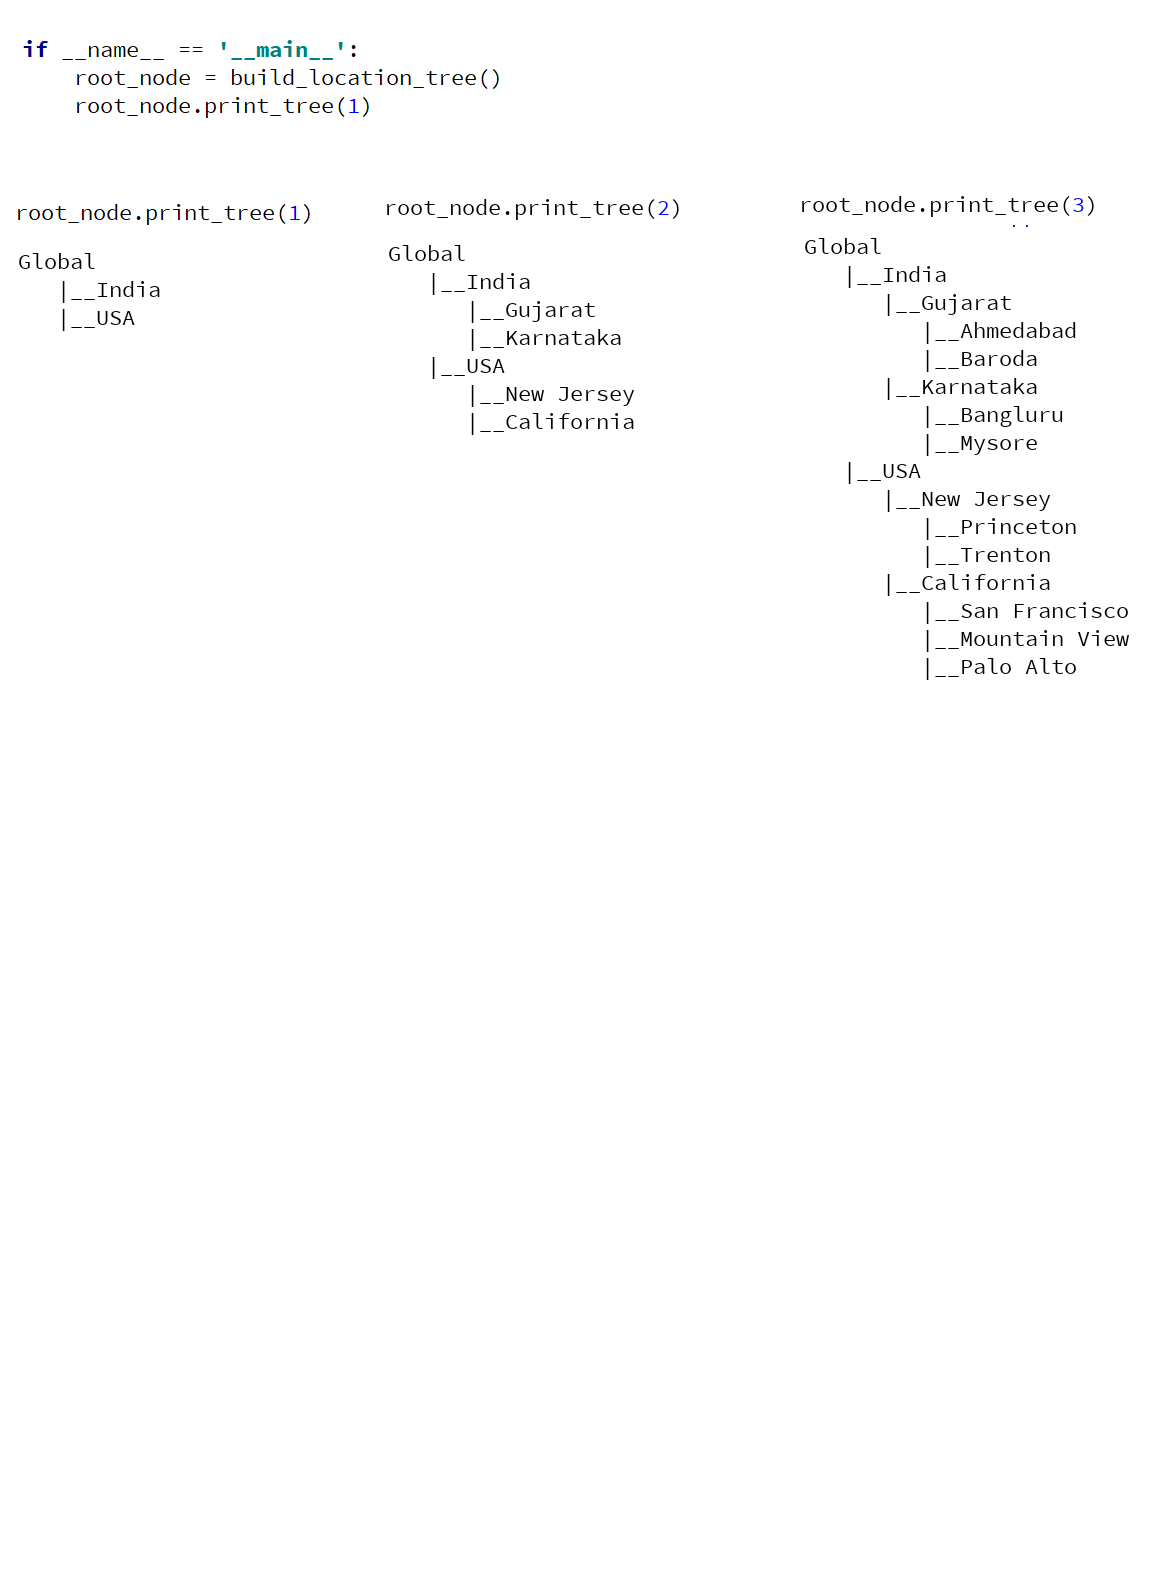 if __name__ == '__main__':
    root_node = build_location_tree()
    root_node.print_tree(1)
root_node.print_tree(1)
Global
   |__India
   |__USA
root_node.print_tree(2)
Global
   |__India
      |__Gujarat
      |__Karnataka
   |__USA
      |__New Jersey
      |__California
root_node.print_tree(3)
Global
   |__India
      |__Gujarat
         |__Ahmedabad
         |__Baroda
      |__Karnataka
         |__Bangluru
         |__Mysore
   |__USA
      |__New Jersey
         |__Princeton
         |__Trenton
      |__California
         |__San Francisco
         |__Mountain View
         |__Palo Alto